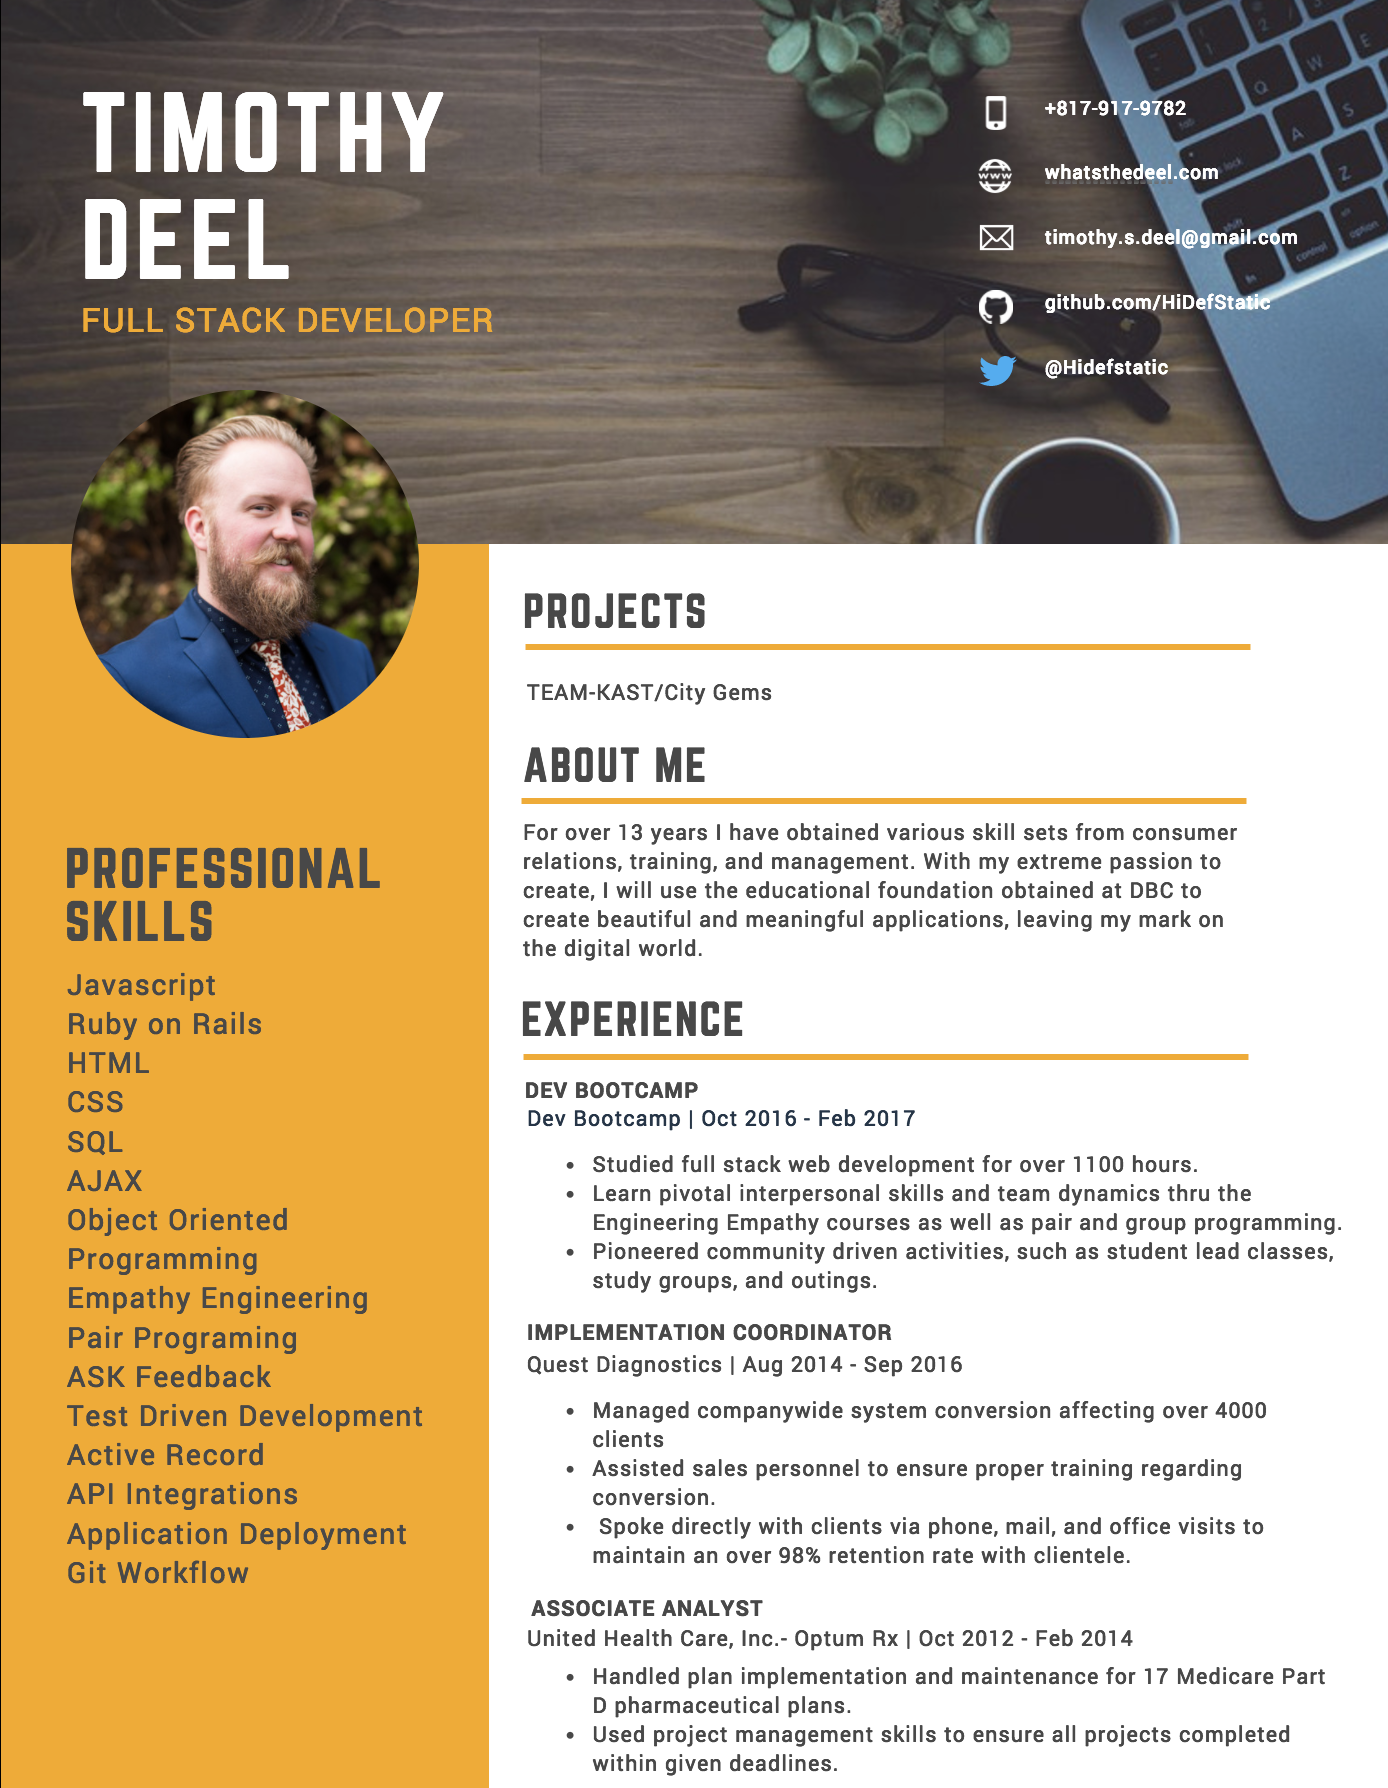 TIMOTHY
DEEL
FULL STACK DEVELOPER
+817-917-9782
whatsthedeel.com
timothy.s.deel@gmail.com
github.com/HiDefStatic
@Hidefstatic
PROFESSIONAL
SKILLS
Javascript
Ruby on Rails
HTML
CSS
SQL
AJAX
Object Oriented
Programming
Empathy Engineering
Pair Programing
ASK Feedback
Test Driven Development
Active Record
API Integrations
Application Deployment
Git Workflow
PROJECTS
TEAM-KAST/City Gems
ABOUT ME
For over 13 years I have obtained various skill sets from consumer
relations, training, and management. With my extreme passion to
create, I will use the educational foundation obtained at DBC to
create beautiful and meaningful applications, leaving my mark on
the digital world.
EXPERIENCE
DEV BOOTCAMP
Dev Bootcamp | Oct 2016 - Feb 2017
• Studied full stack web development for over 1100 hours.
• Learn pivotal interpersonal skills and team dynamics thru the
Engineering Empathy courses as well as pair and group programming.
• Pioneered community driven activities, such as student lead classes,
study groups, and outings.
IMPLEMENTATION COORDINATOR
Quest Diagnostics | Aug 2014 - Sep 2016
• Managed companywide system conversion affecting over 4000
clients
• Assisted sales personnel to ensure proper training regarding
conversion.
• Spoke directly with clients via phone, mail, and office visits to
maintain an over 98% retention rate with clientele.
ASSOCIATE ANALYST
United Health Care, Inc.- Optum Rx | Oct 2012 - Feb 2014
• Handled plan implementation and maintenance for 17 Medicare Part
D pharmaceutical plans.
• Used project management skills to ensure all projects completed
within given deadlines.